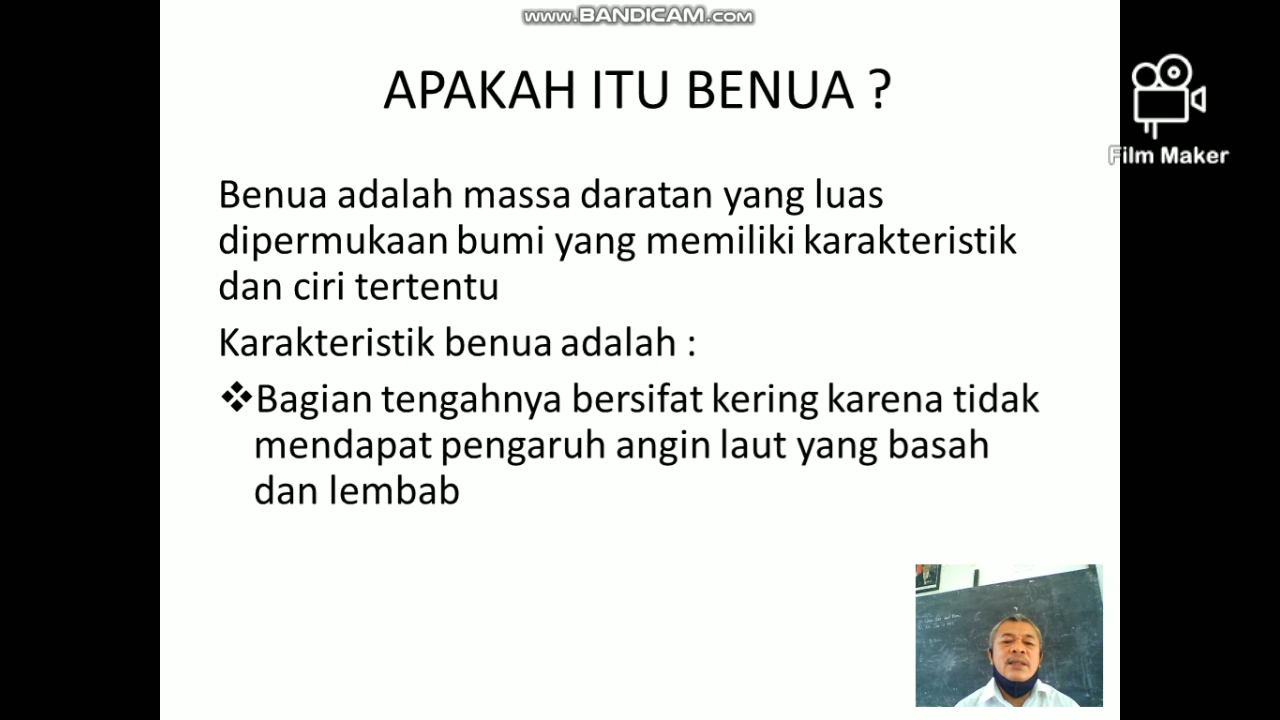 www.BANDICAM.com
APAKAH ITU BENUA ?
Film Maker
Benua adalah massa daratan yang luas
dipermukaan bumi yang memiliki karakteristik
dan ciri tertentu
Karakteristik benua adalah :
❖Bagian tengahnya bersifat kering karena tidak
mendapat pengaruh angin laut yang basah
dan lembab